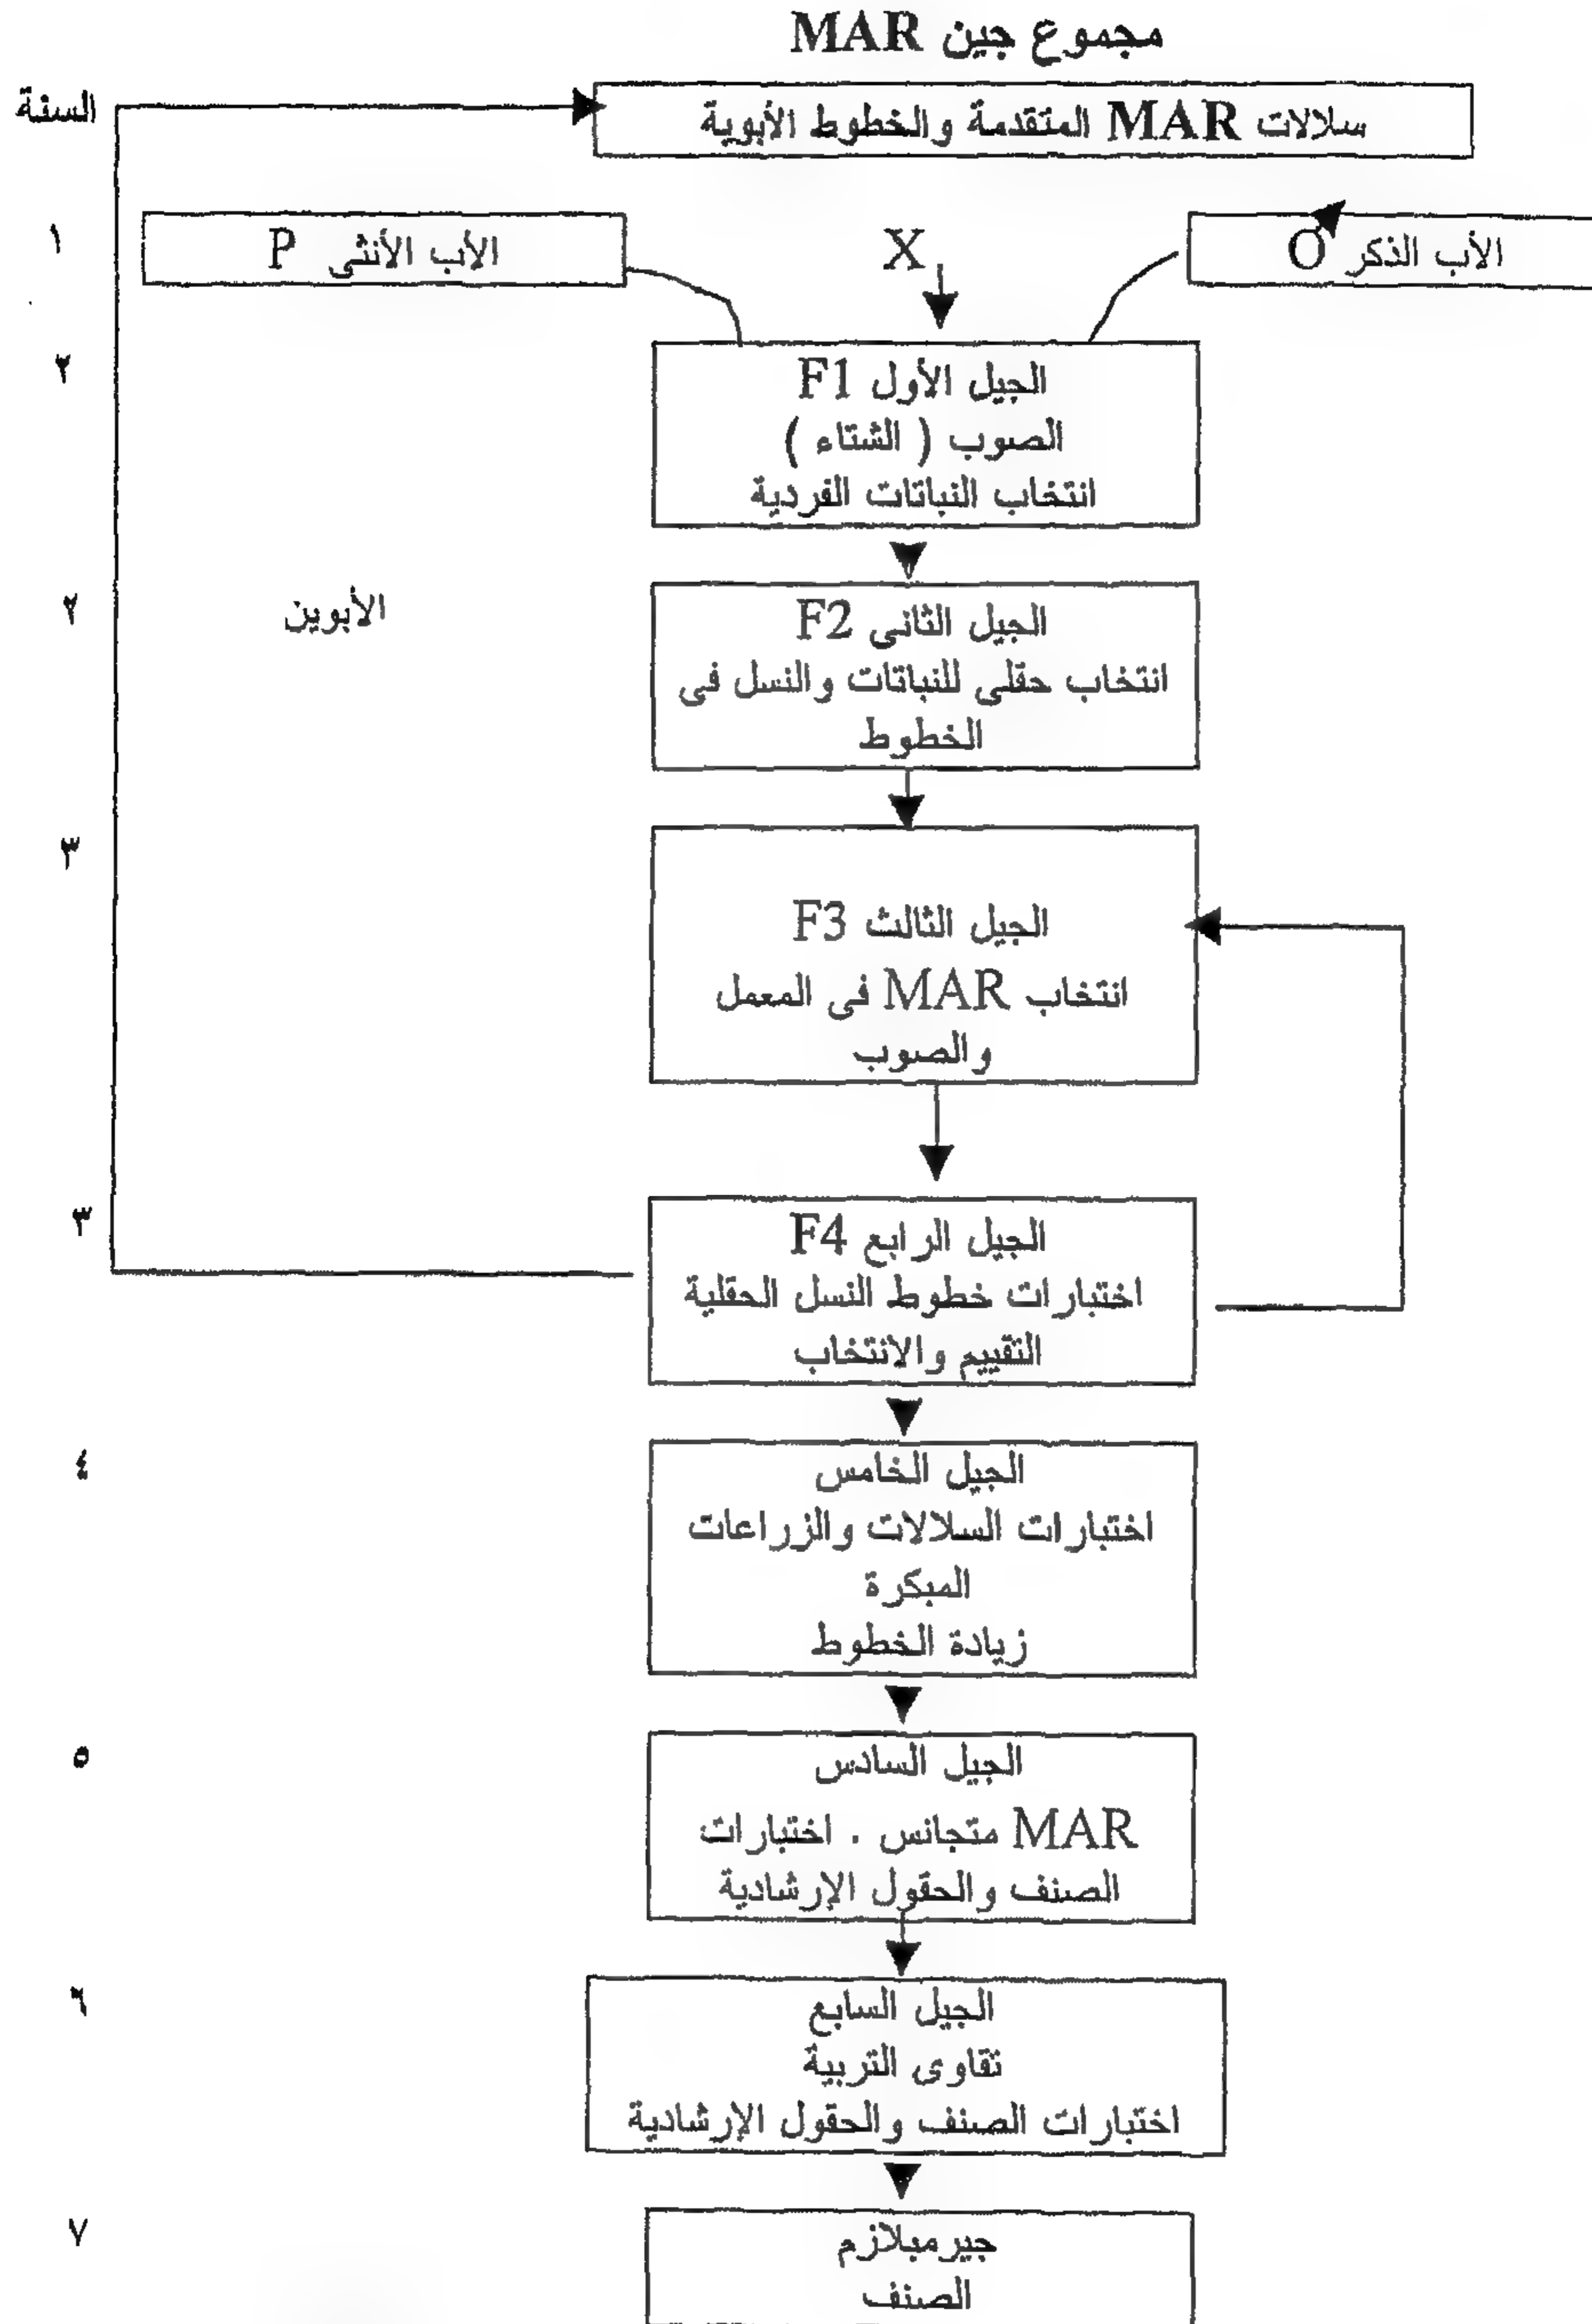 مجموع جين MAR
السنة
سلالات MAR المتقدمة والخطوط الأبوية
١
الأب الأنثى P
X
الأب الذكر O
٢
الجيل الأول F1
الصوب ( الشتاء )
انتخاب النباتات الفردية
٢
الأبوين
الجيل الثانى F2
انتخاب حقلى للنباتات والنسل فى
الخطوط
٣
الجيل الثالث F3
انتخاب MAR فى المعمل
والصوب
٣
الجيل الرابع F4
اختبارات خطوط النسل الحقلية
التقييم والانتخاب
٤
الجيل الخامس
اختبارات السلالات والزراعات
المبكرة
زيادة الخطوط
٥
الجيل السادس
MAR متجانس . اختبارات
الصنف والحقول الإرشادية
٦
الجيل السابع
تقاوى التربية
اختبارات الصنف والحقول الإرشادية
٧
جيرمبلازم
الصنف